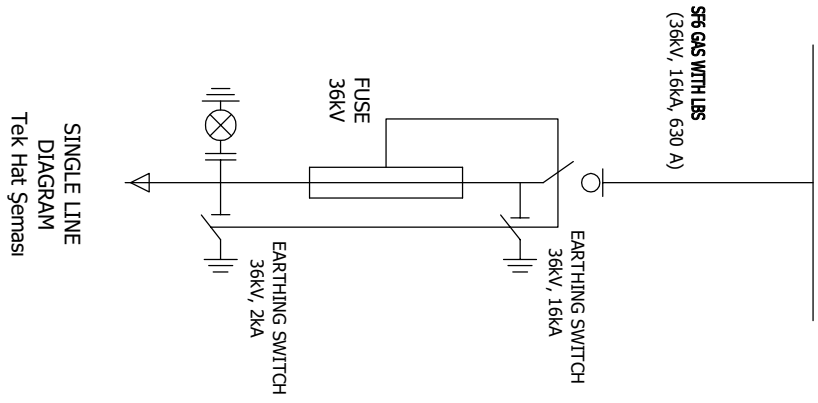 SF6 GAS WITH LBS
(36kV, 16kA, 630 A)
EARTHING SWITCH
36kV, 16kA
FUSE
36kV
EARTHING SWITCH
36kV, 2kA
SINGLE LINE
DIAGRAM
Tek Hat Şeması